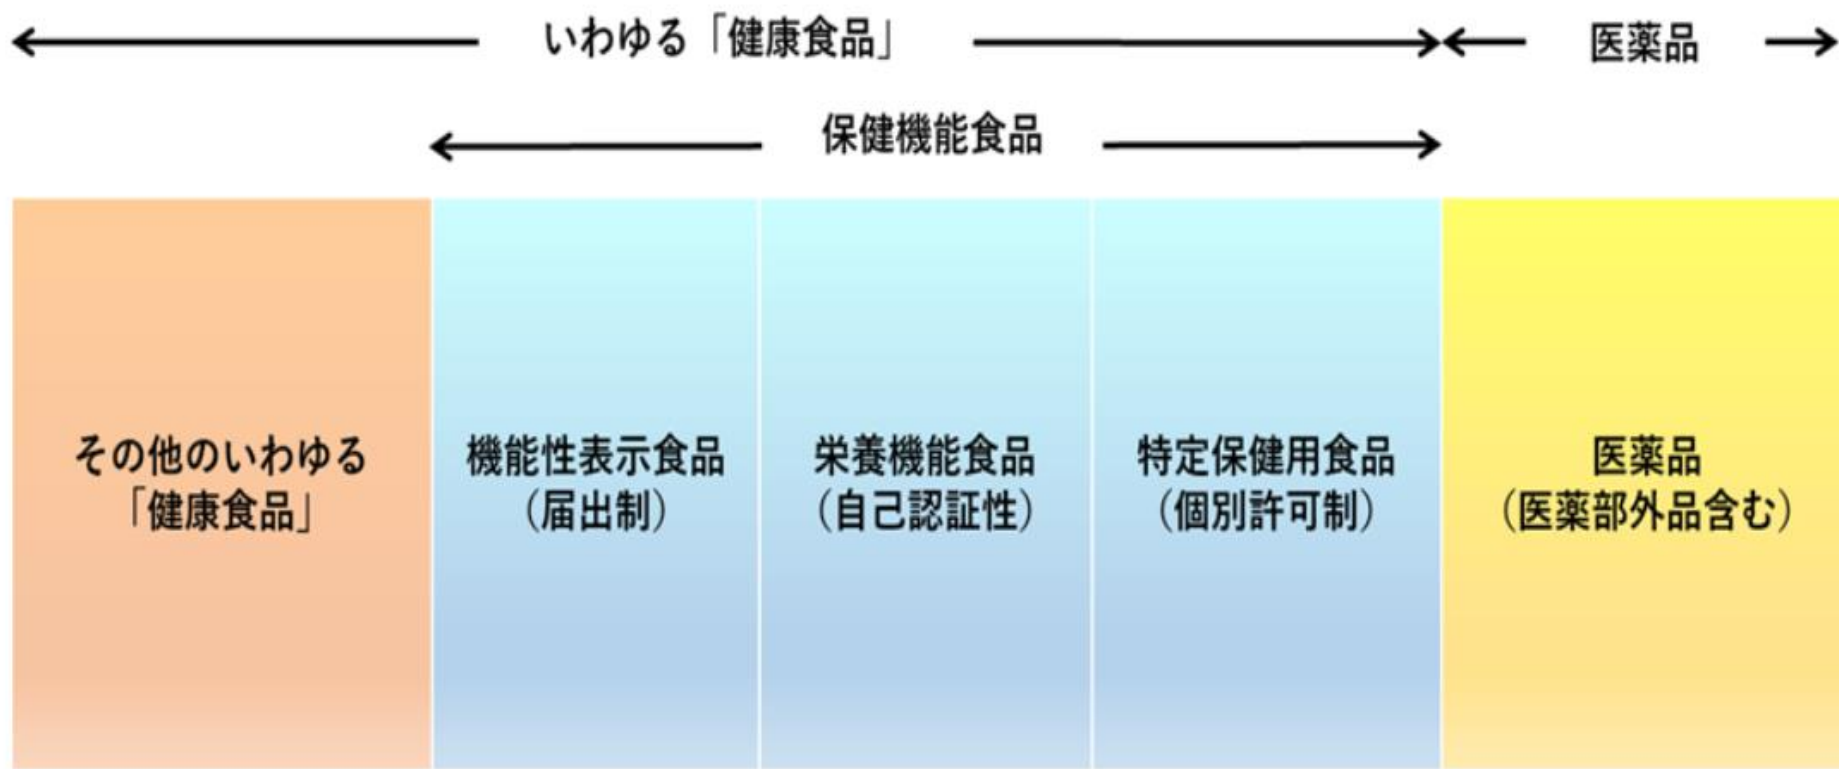 いわゆる「健康食品」
医薬品
保健機能食品
その他のいわゆる
「健康食品」
機能性表示食品
（届出制）
栄養機能食品
（自己認証性）
特定保健用食品
（個別許可制）
医薬品
（医薬部外品含む）